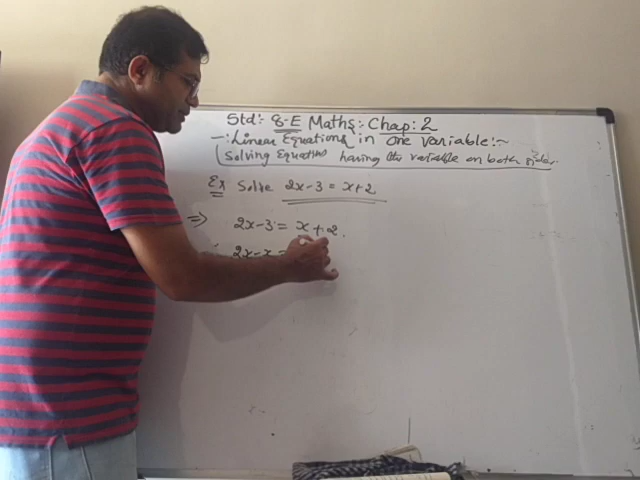 Std:- 8-E Maths:- Chap: 2
-: Linear Equations in One Variable:-
Solving Equations having the variable on both sides.
Ex Solve 2x-3 = x+2
=> 2x-3 = x+2.
∴ 2x-x =